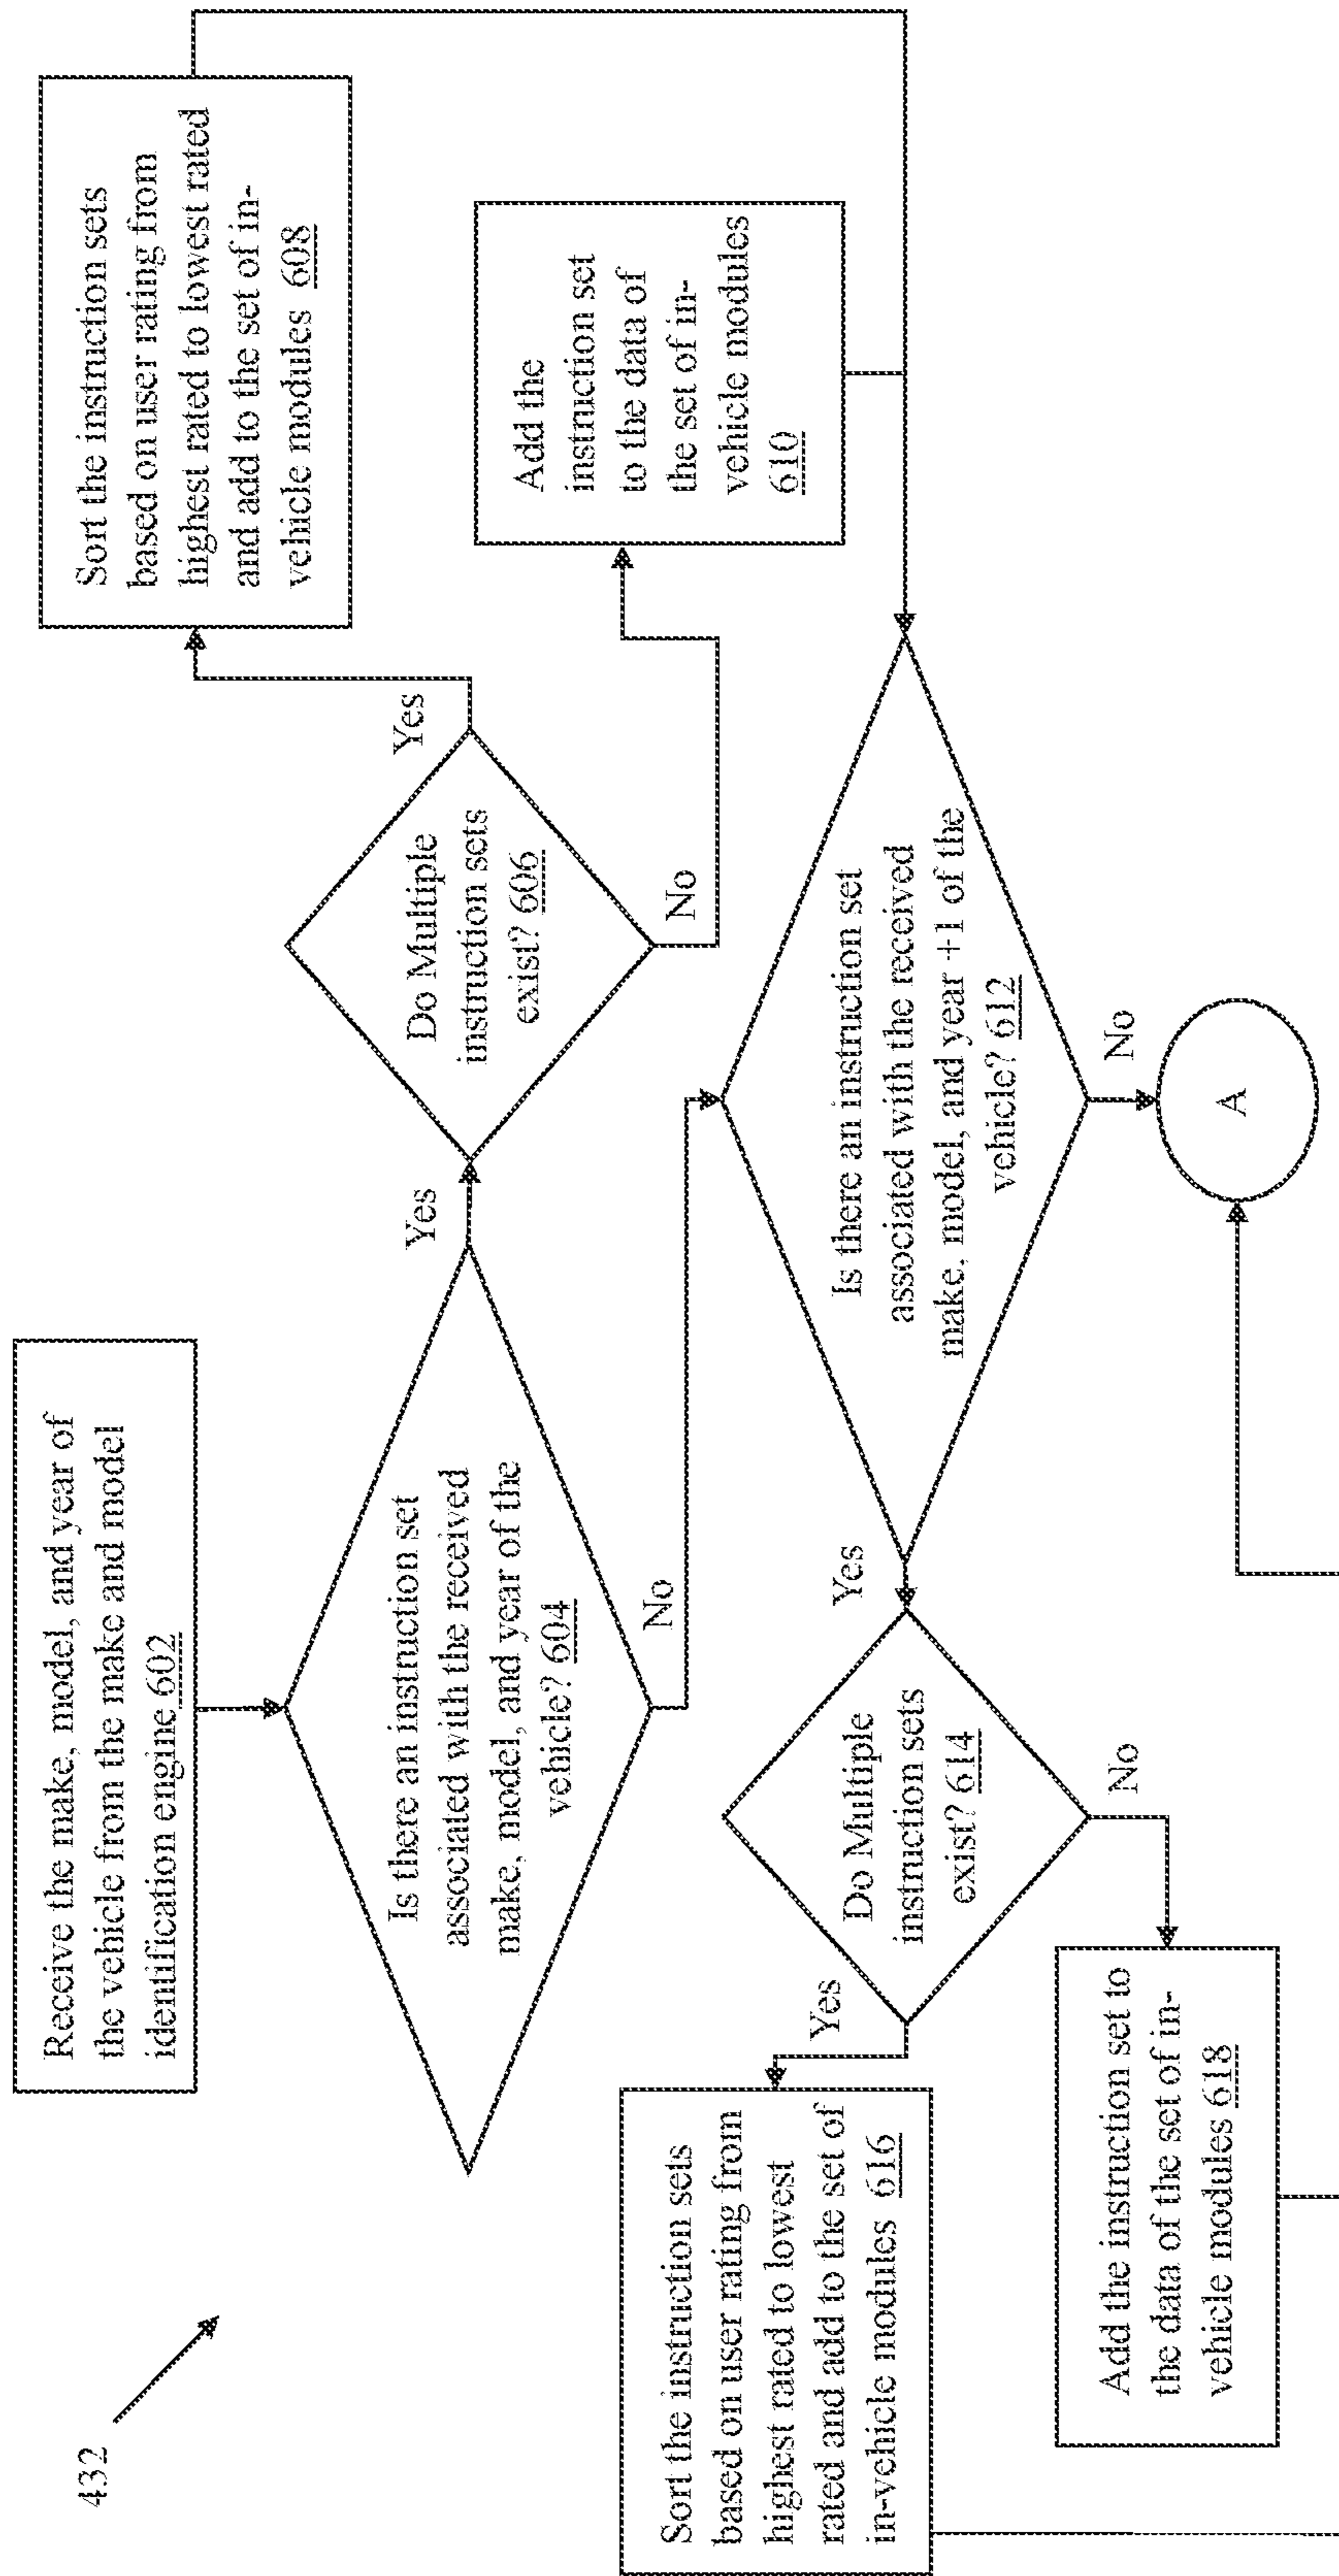 432
Receive the make, model, and year of
the vehicle from the make and model
identification engine 602
Is there an instruction set
associated with the received
make, model, and year of the
vehicle? 604
Yes
No
Do Multiple
instruction sets
exist? 606
Yes
No
Sort the instruction sets
based on user rating from
highest rated to lowest rated
and add to the set of in-
vehicle modules 608
Add the
instruction set
to the data of
the set of in-
vehicle modules
610
Is there an instruction set
associated with the received
make, model, and year +1 of the
vehicle? 612
Yes
No
Do Multiple
instruction sets
exist? 614
Yes
No
Sort the instruction sets
based on user rating from
highest rated to lowest
rated and add to the set of
in-vehicle modules 616
Add the instruction set to
the data of the set of in-
vehicle modules 618
A